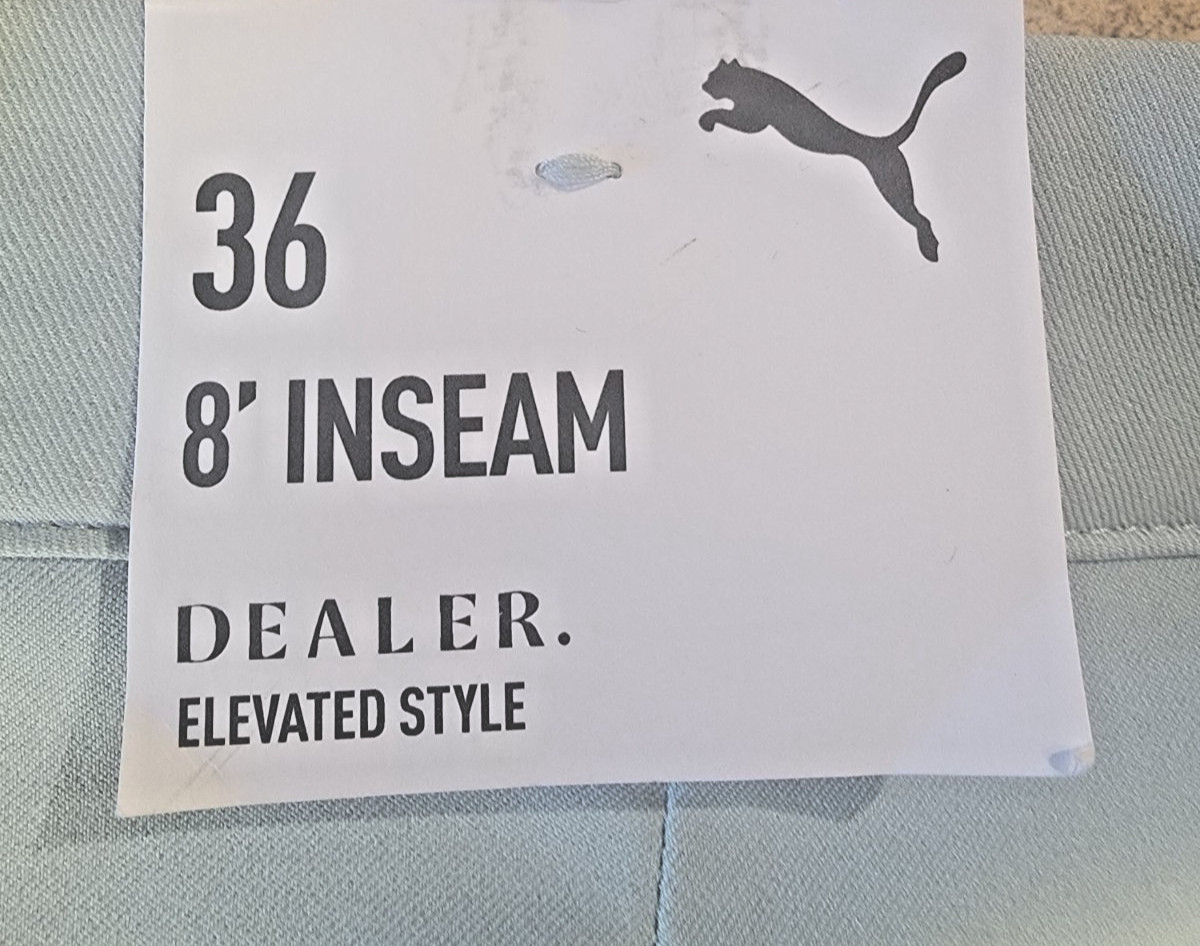 36
8' INSEAM
DEALER.
ELEVATED STYLE